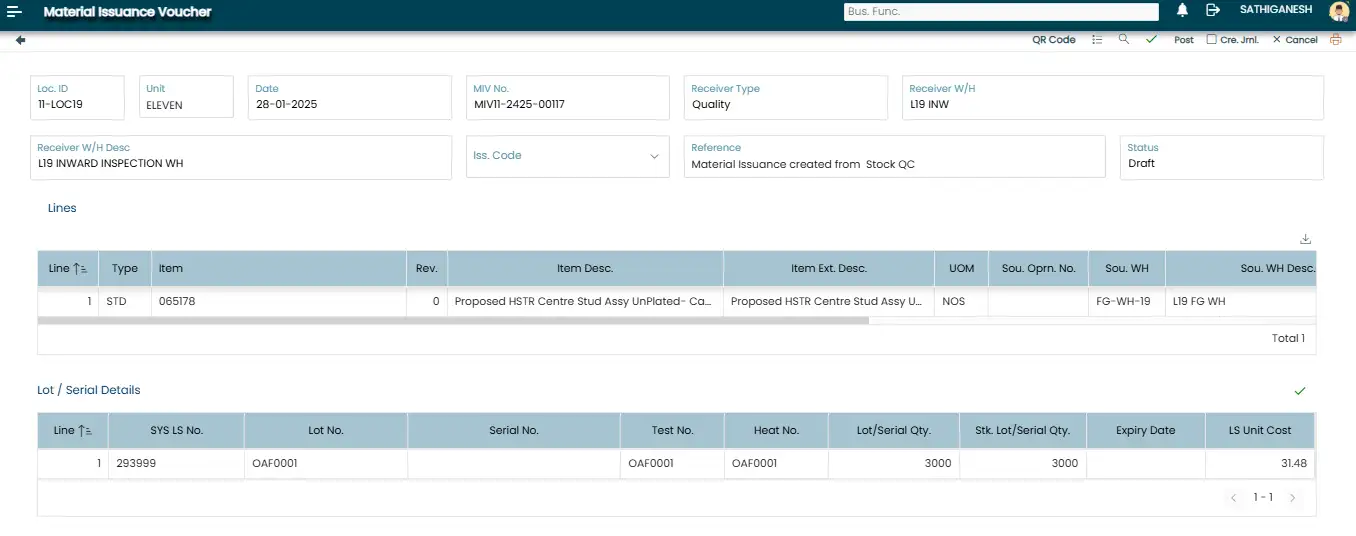 Material Issuance Voucher
Bus. Func.
SATHIGANESH
QR Code Post Cre. Jrnl. Cancel
Loc. ID Unit Date MIV No. Receiver Type Receiver W/H
11-LOC19 ELEVEN 28-01-2025 MIV11-2425-00117 Quality L19 INW
Receiver W/H Desc Iss. Code Reference Status
L19 INWARD INSPECTION WH Material Issuance created from Stock QC Draft
Lines
Line Type Item Rev. Item Desc. Item Ext. Desc. UOM Sou. Oprn. No. Sou. WH Sou. WH Desc.
1 STD 065178 0 Proposed HSTR Centre Stud Assy UnPlated- Ca... Proposed HSTR Centre Stud Assy U... NOS FG-WH-19 L19 FG WH
Total 1
Lot / Serial Details
Line SYS LS No. Lot No. Serial No. Test No. Heat No. Lot/Serial Qty. Stk. Lot/Serial Qty. Expiry Date LS Unit Cost
1 293999 OAF0001 OAF0001 OAF0001 3000 3000 31.48
1 - 1